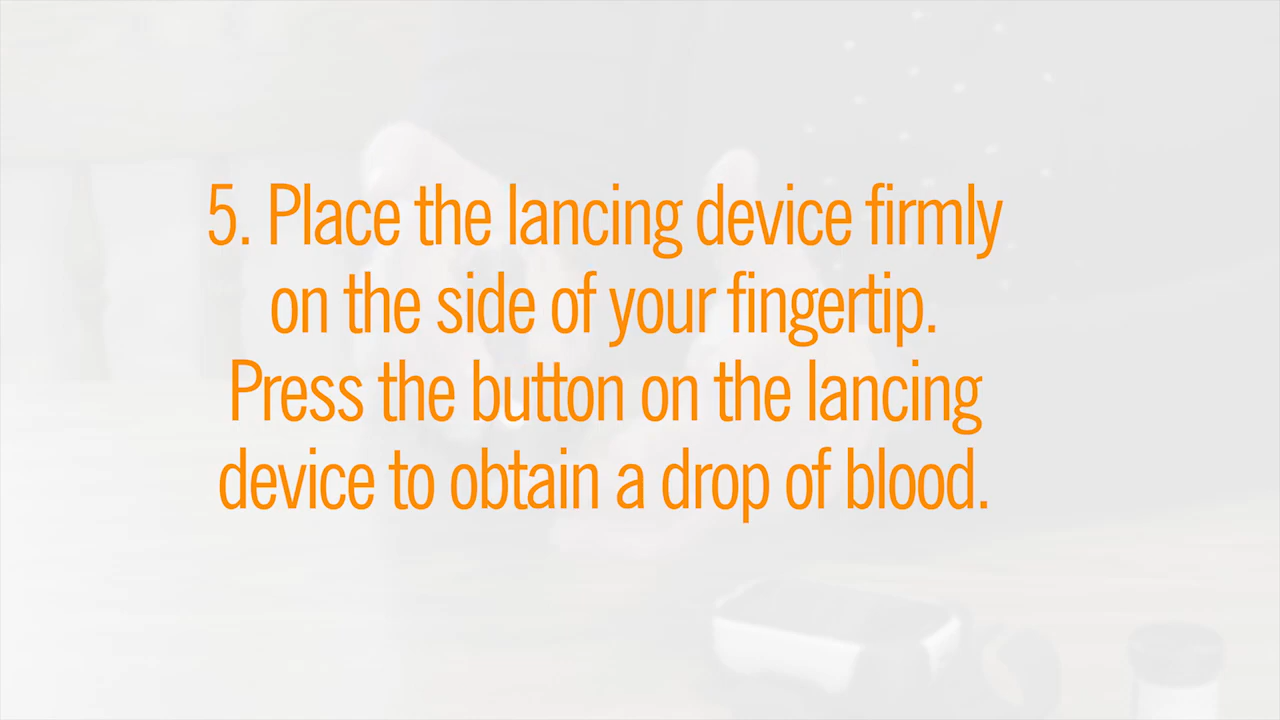 5. Place the lancing device firmly
on the side of your fingertip.
Press the button on the lancing
device to obtain a drop of blood.